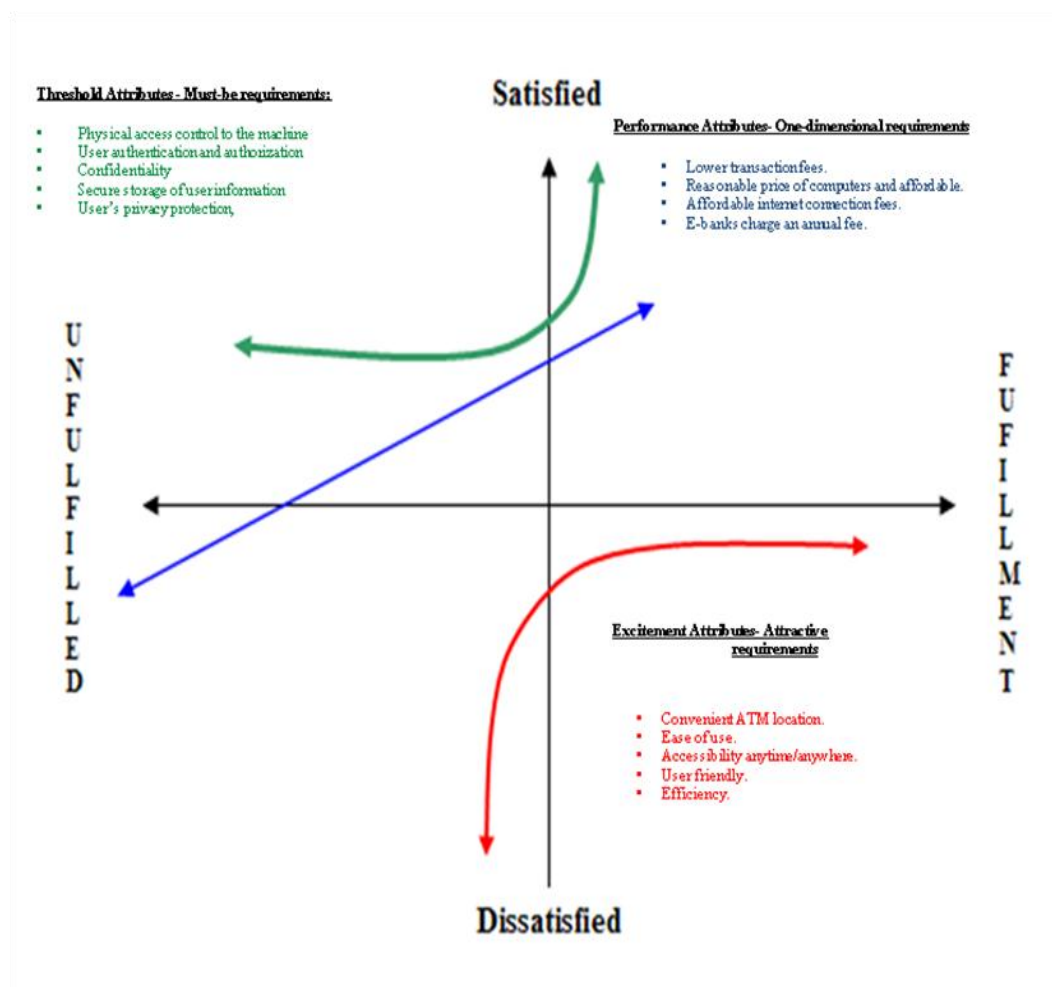 Satisfied
Threshold Attributes - Must-be requirements:
▪ Physical access control to the machine
▪ User authentication and authorization
▪ Confidentiality
▪ Secure storage of user information
▪ User's privacy protection,
Performance Attributes- One-dimensional requirements
▪ Lower transaction fees.
▪ Reasonable price of computers and affordable.
▪ Affordable internet connection fees.
▪ E-banks charge an annual fee.
UNFULFILLED
FUFILLMENT
Excitement Attributes- Attractive
requirements
▪ Convenient ATM location.
▪ Ease of use.
▪ Accessibility anytime/anywhere.
▪ User friendly.
▪ Efficiency.
Dissatisfied